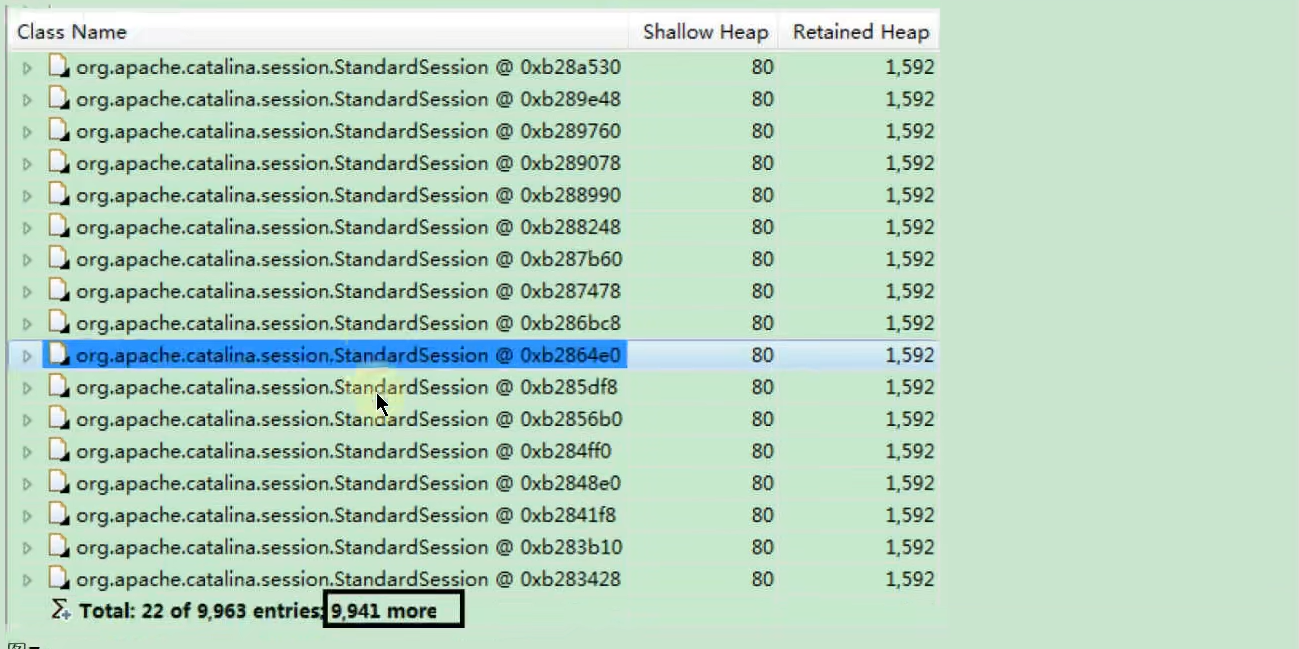 Class Name Shallow Heap Retained Heap
org.apache.catalina.session.StandardSession @ 0xb28a530 80 1,592
org.apache.catalina.session.StandardSession @ 0xb289e48 80 1,592
org.apache.catalina.session.StandardSession @ 0xb289760 80 1,592
org.apache.catalina.session.StandardSession @ 0xb289078 80 1,592
org.apache.catalina.session.StandardSession @ 0xb288990 80 1,592
org.apache.catalina.session.StandardSession @ 0xb288248 80 1,592
org.apache.catalina.session.StandardSession @ 0xb287b60 80 1,592
org.apache.catalina.session.StandardSession @ 0xb287478 80 1,592
org.apache.catalina.session.StandardSession @ 0xb286bc8 80 1,592
org.apache.catalina.session.StandardSession @ 0xb2864e0 80 1,592
org.apache.catalina.session.StandardSession @ 0xb285df8 80 1,592
org.apache.catalina.session.StandardSession @ 0xb2856b0 80 1,592
org.apache.catalina.session.StandardSession @ 0xb284ff0 80 1,592
org.apache.catalina.session.StandardSession @ 0xb2848e0 80 1,592
org.apache.catalina.session.StandardSession @ 0xb2841f8 80 1,592
org.apache.catalina.session.StandardSession @ 0xb283b10 80 1,592
org.apache.catalina.session.StandardSession @ 0xb283428 80 1,592
Total: 22 of 9,963 entries; 9,941 more